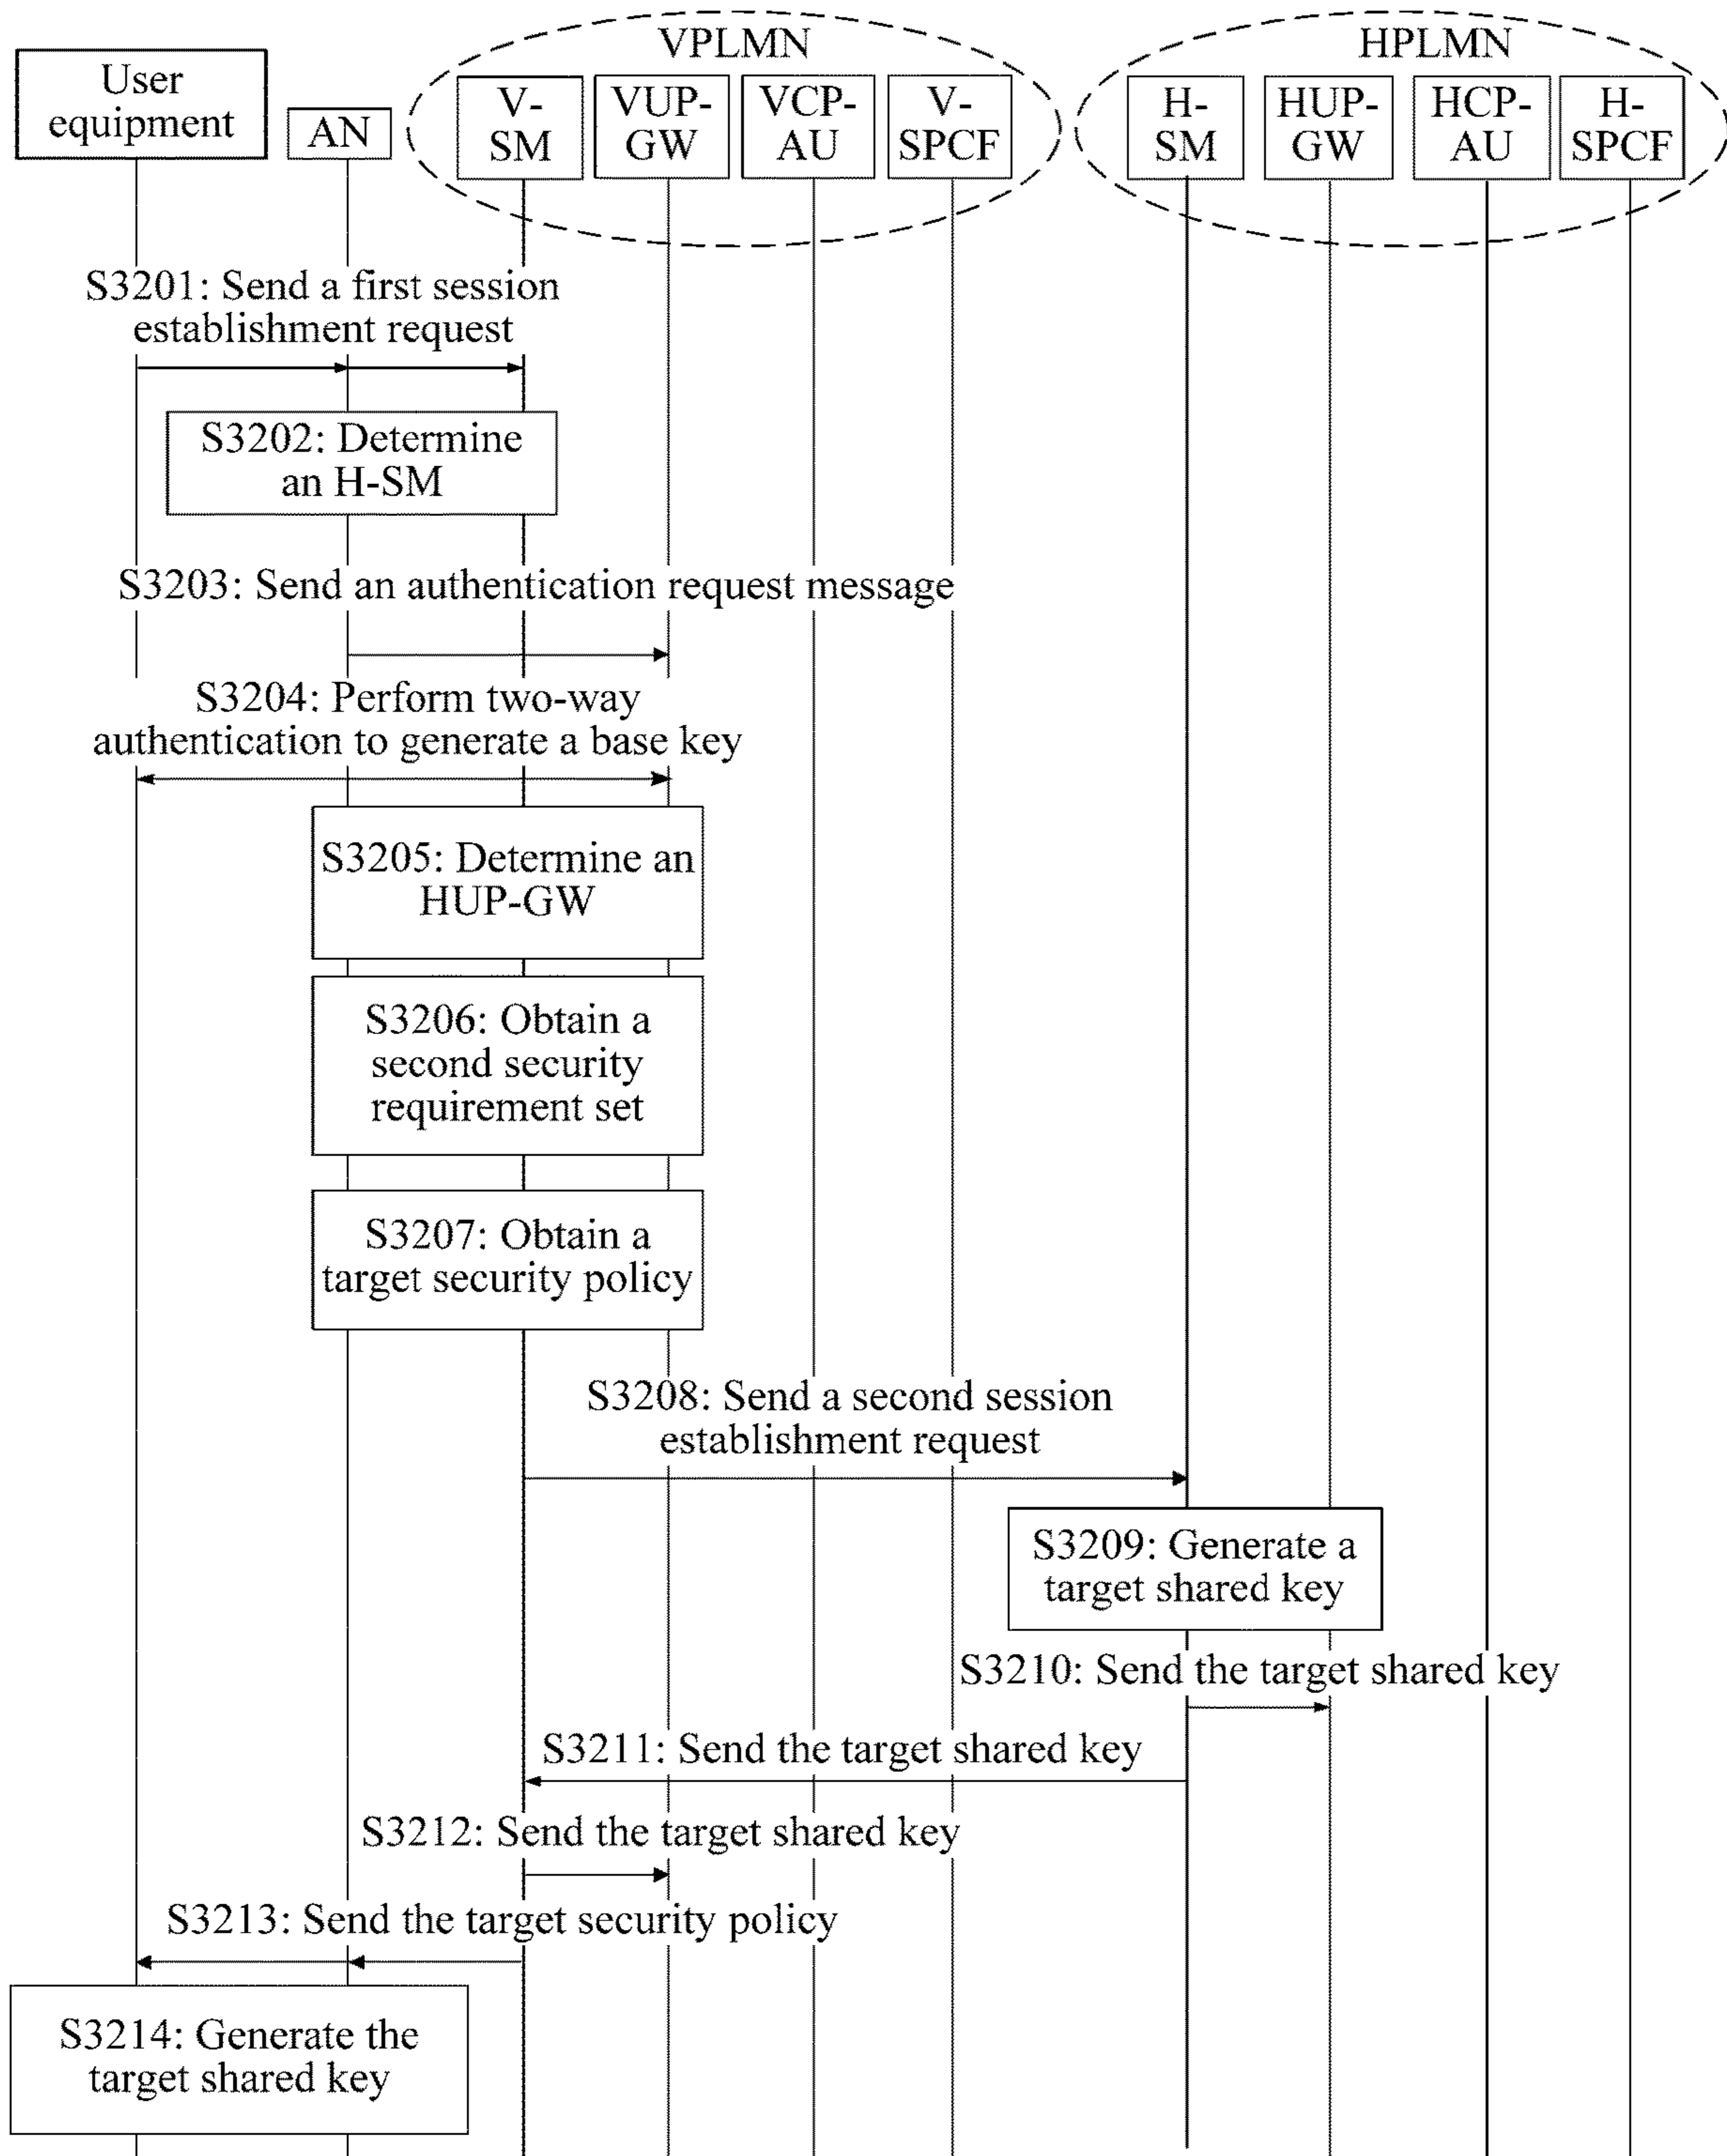 VPLMN
HPLMN
User
equipment
AN
V-
SM
VUP-
GW
VCP-
AU
V-
SPCF
H-
SM
HUP-
GW
HCP-
AU
H-
SPCF
S3201: Send a first session
establishment request
S3202: Determine
an H-SM
S3203: Send an authentication request message
S3204: Perform two-way
authentication to generate a base key
S3205: Determine an
HUP-GW
S3206: Obtain a
second security
requirement set
S3207: Obtain a
target security policy
S3208: Send a second session
establishment request
S3209: Generate a
target shared key
S3210: Send the target shared key
S3211: Send the target shared key
S3212: Send the target shared key
S3213: Send the target security policy
S3214: Generate the
target shared key